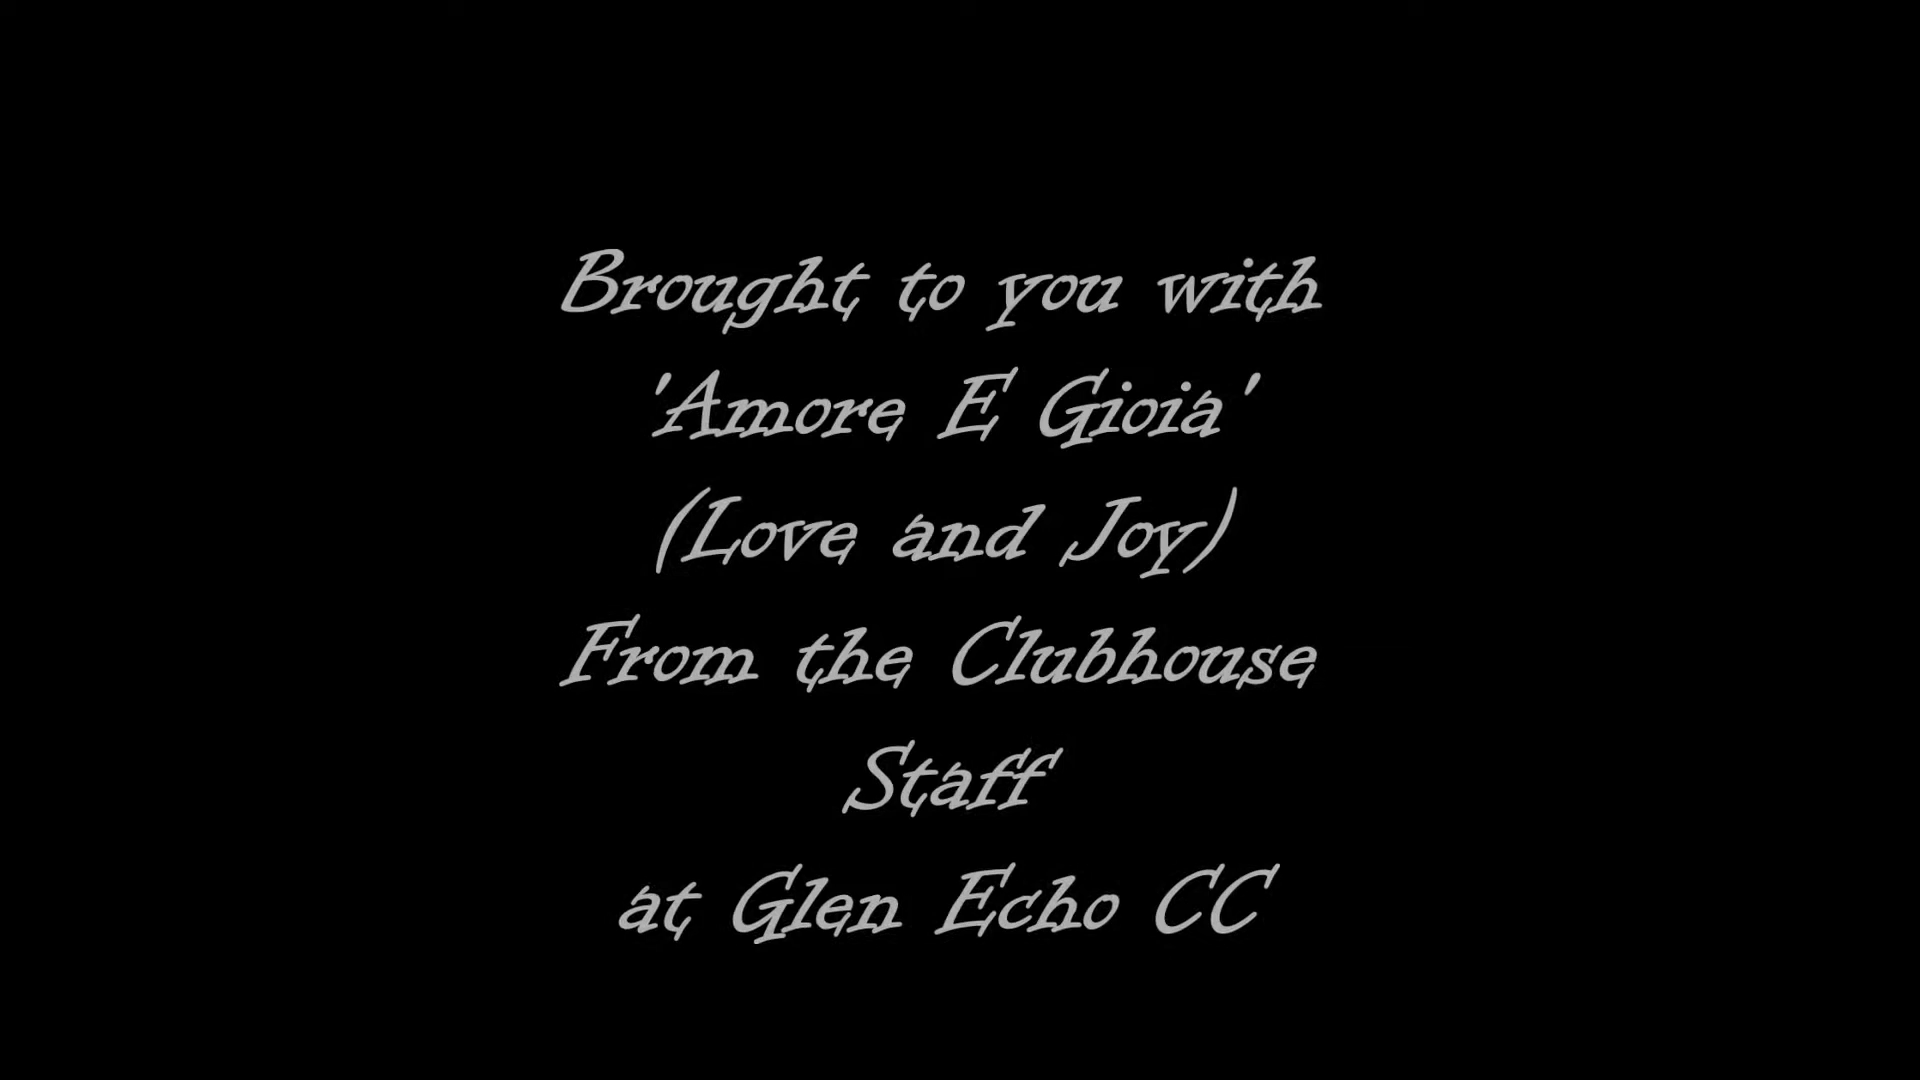 Brought to you with
'Amore E Gioia'
(Love and Joy)
From the Clubhouse
Staff
at Glen Echo CC